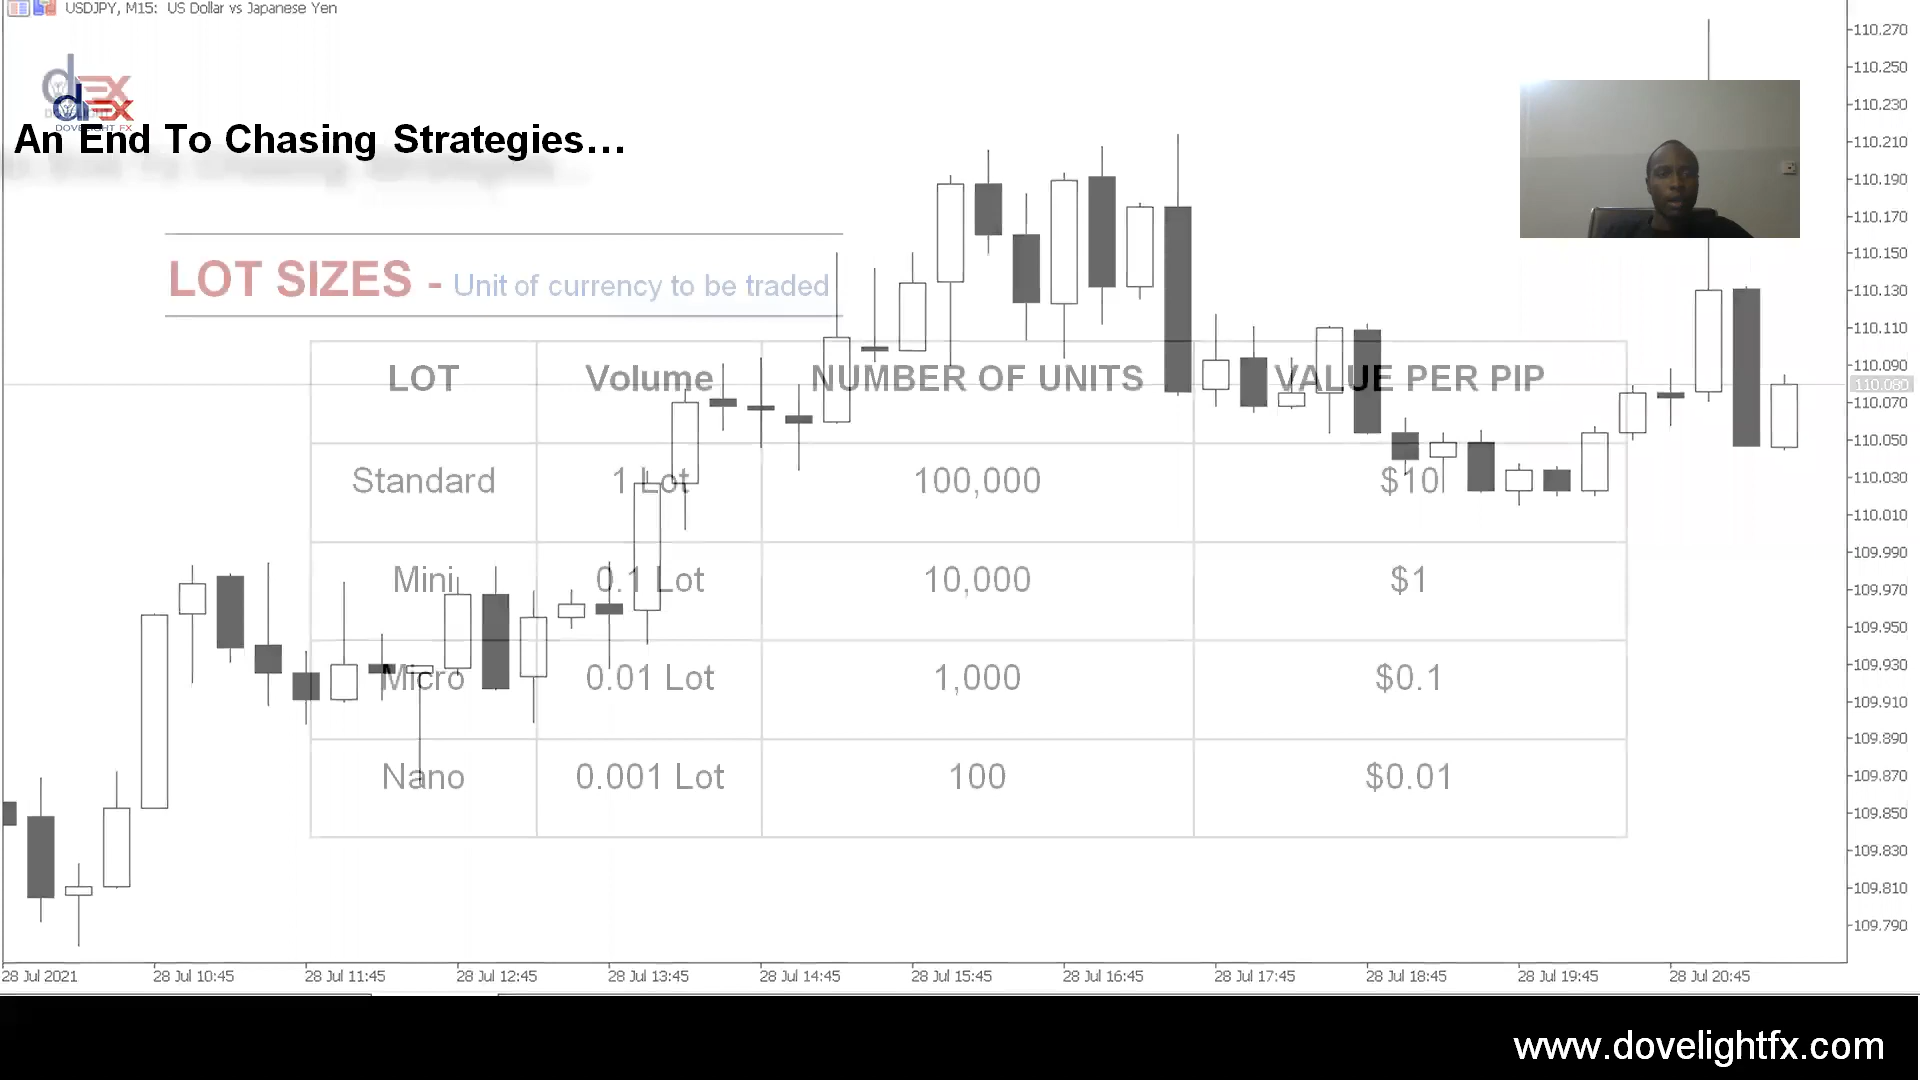 USDJPY, M15: US Dollar vs Japanese Yen
DOVELIGHT FX
An End To Chasing Strategies...
LOT SIZES - Unit of currency to be traded
LOT Volume NUMBER OF UNITS VALUE PER PIP
Standard 1 Lot 100,000 $10
Mini 0.1 Lot 10,000 $1
Micro 0.01 Lot 1,000 $0.1
Nano 0.001 Lot 100 $0.01
110.270
110.250
110.230
110.210
110.190
110.170
110.150
110.130
110.110
110.090
110.080
110.070
110.050
110.030
110.010
109.990
109.970
109.950
109.930
109.910
109.890
109.870
109.850
109.830
109.810
109.790
28 Jul 2021 28 Jul 10:45 28 Jul 11:45 28 Jul 12:45 28 Jul 13:45 28 Jul 14:45 28 Jul 15:45 28 Jul 16:45 28 Jul 17:45 28 Jul 18:45 28 Jul 19:45 28 Jul 20:45
www.dovelightfx.com